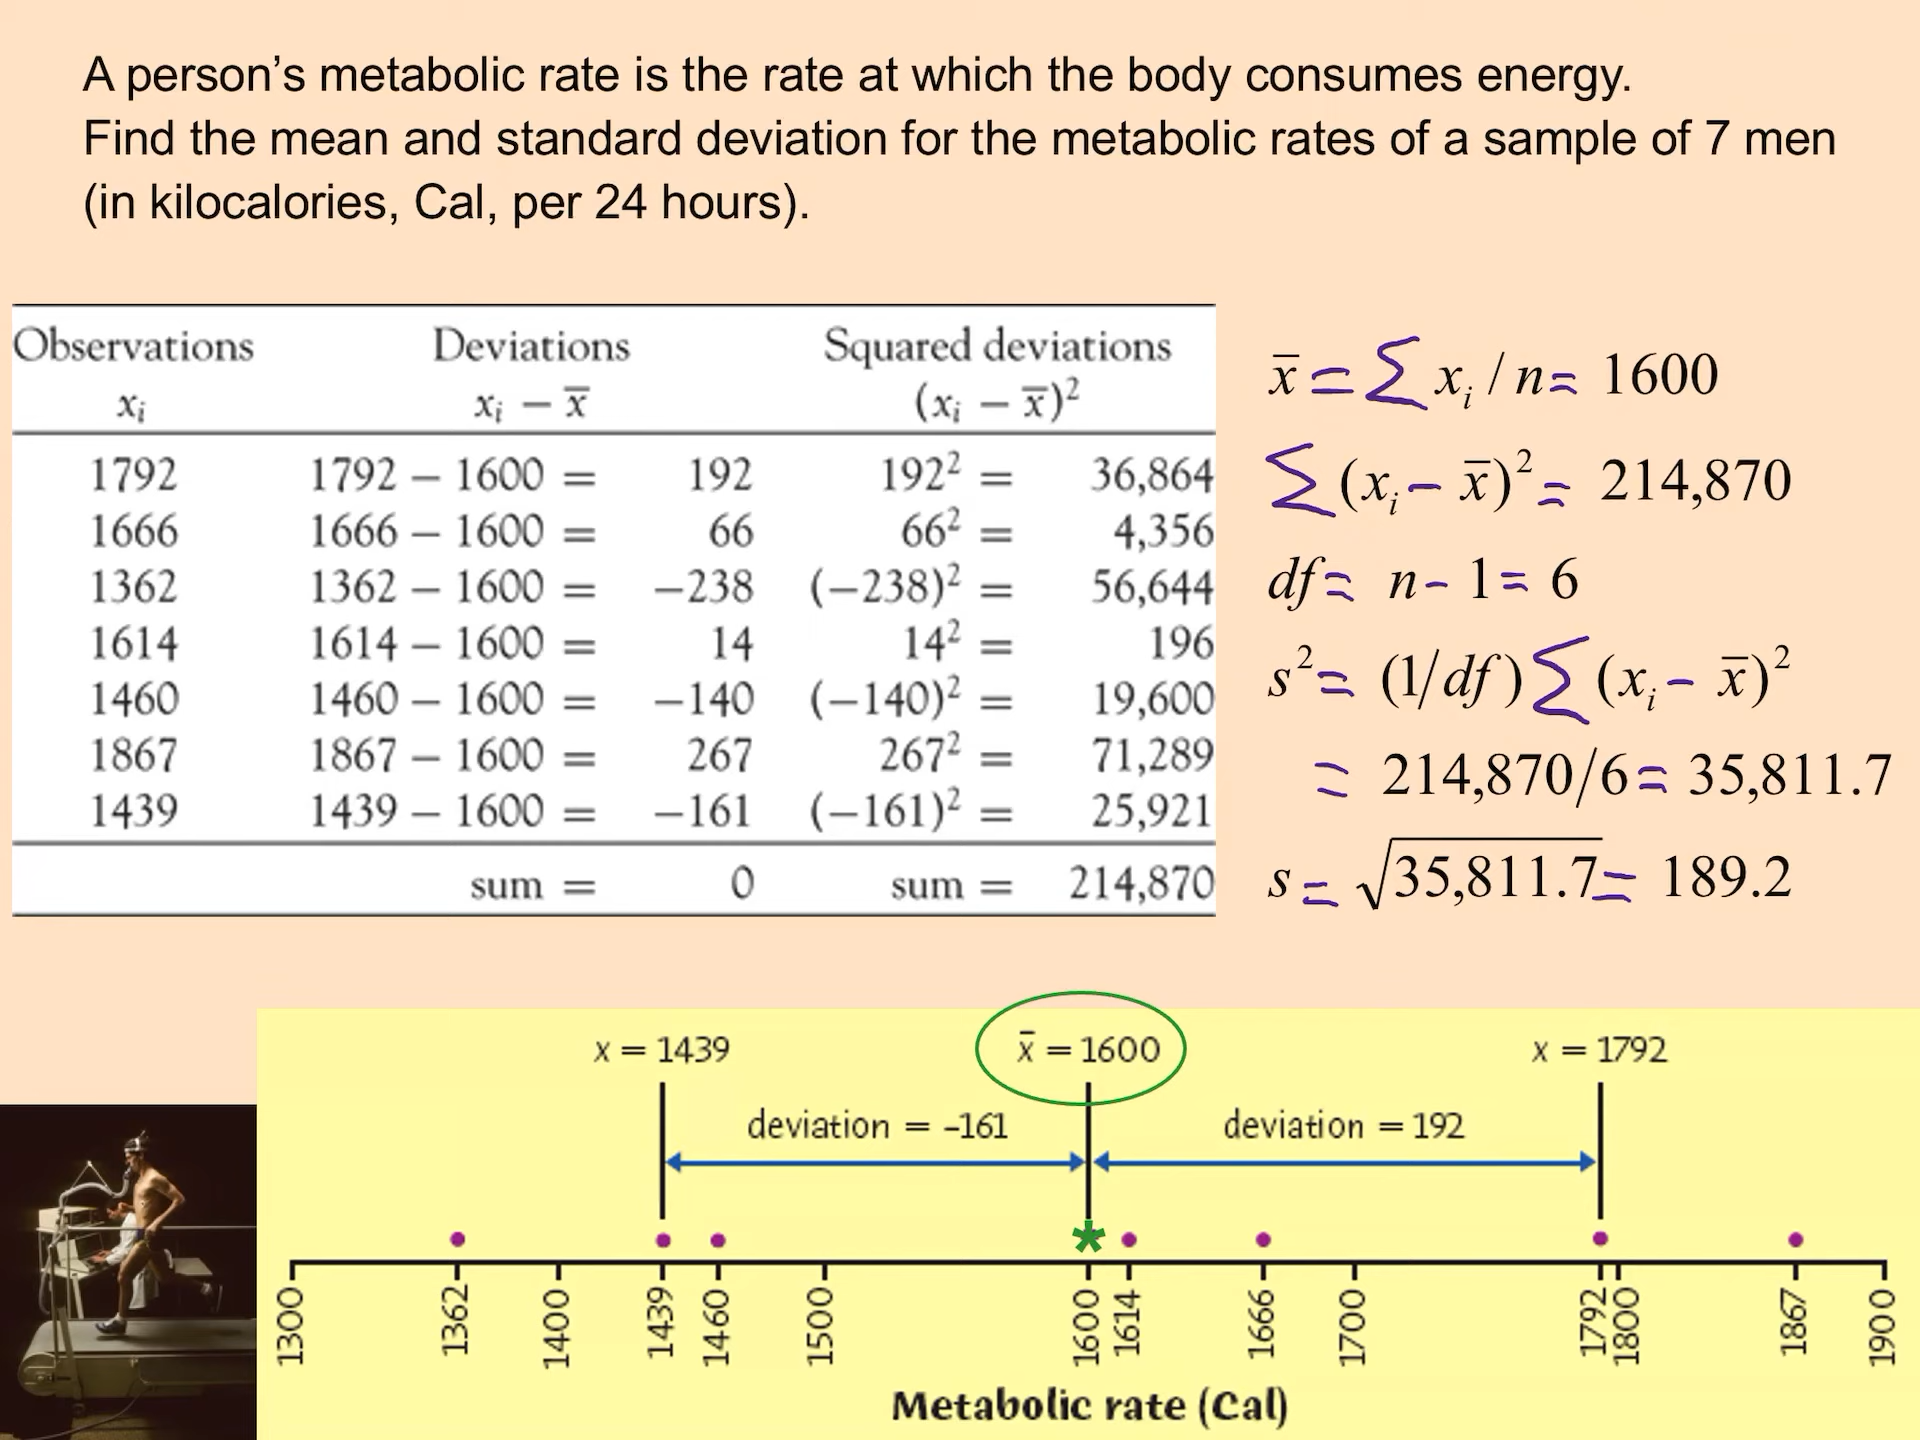 A person’s metabolic rate is the rate at which the body consumes energy.
Find the mean and standard deviation for the metabolic rates of a sample of 7 men
(in kilocalories, Cal, per 24 hours).
Observations Deviations Squared deviations
xᵢ xᵢ − x̄ (xᵢ − x̄)²
1792 1792 − 1600 = 192 192² = 36,864
1666 1666 − 1600 = 66 66² = 4,356
1362 1362 − 1600 = −238 (−238)² = 56,644
1614 1614 − 1600 = 14 14² = 196
1460 1460 − 1600 = −140 (−140)² = 19,600
1867 1867 − 1600 = 267 267² = 71,289
1439 1439 − 1600 = −161 (−161)² = 25,921
sum = 0 sum = 214,870
x̄ = Σ xᵢ / n = 1600
Σ (xᵢ − x̄)² = 214,870
df = n − 1 = 6
s² = (1/df) Σ (xᵢ − x̄)²
= 214,870/6 = 35,811.7
s = √35,811.7 = 189.2
x = 1439 x̄ = 1600 x = 1792
deviation = −161 deviation = 192
*
1300 1362 1400 1439 1460 1500 1600 1614 1666 1700 1792 1800 1867 1900
Metabolic rate (Cal)